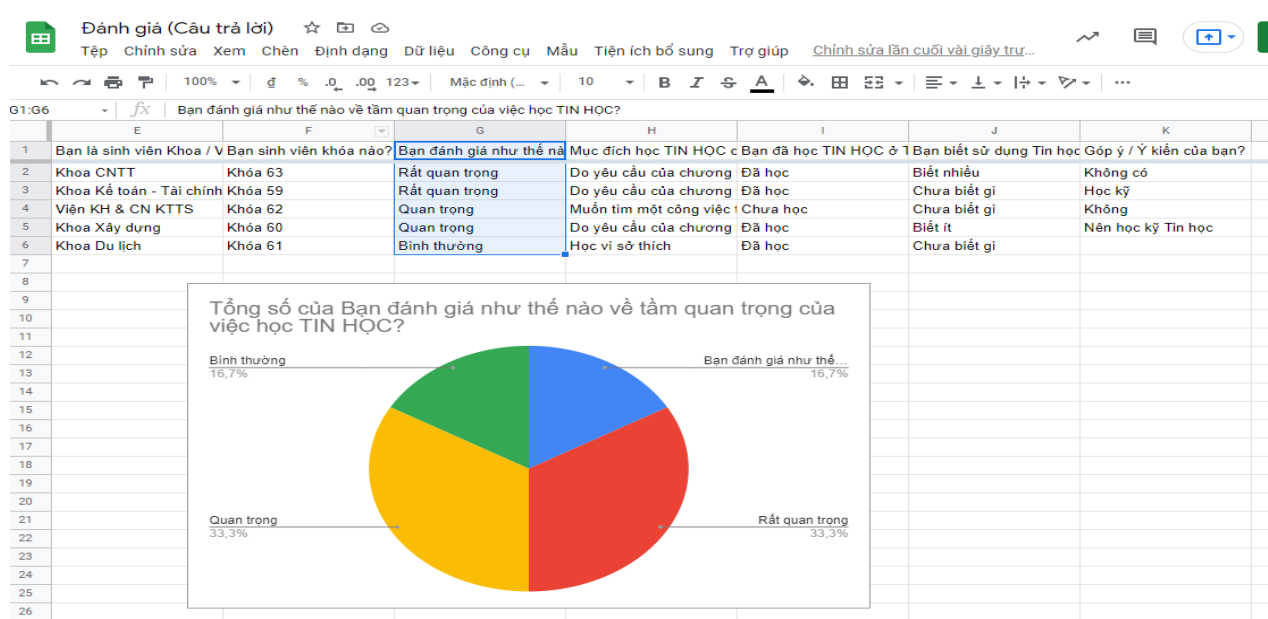 Đánh giá (Câu trả lời)
Tệp Chỉnh sửa Xem Chèn Định dạng Dữ liệu Công cụ Mẫu Tiện ích bổ sung Trợ giúp Chỉnh sửa lần cuối vài giây trư...
100% đ % .0 .00 123 Mặc định (... 10 B I S A ...
G1:G6 fx Bạn đánh giá như thế nào về tầm quan trọng của việc học TIN HỌC?
E F G H I J K
1 Bạn là sinh viên Khoa / V Bạn sinh viên khóa nào? Bạn đánh giá như thế nà Mục đích học TIN HỌC c Bạn đã học TIN HỌC ở T Bạn biết sử dụng Tin học Góp ý / Ý kiến của bạn?
2 Khoa CNTT Khóa 63 Rất quan trọng Do yêu cầu của chương Đã học Biết nhiều Không có
3 Khoa Kế toán - Tài chính Khóa 59 Rất quan trọng Do yêu cầu của chương Đã học Chưa biết gì Học kỹ
4 Viện KH & CN KTTS Khóa 62 Quan trọng Muốn tìm một công việc t Chưa học Chưa biết gì Không
5 Khoa Xây dựng Khóa 60 Quan trọng Do yêu cầu của chương Đã học Biết ít Nên học kỹ Tin học
6 Khoa Du lịch Khóa 61 Bình thường Học vì sở thích Đã học Chưa biết gì
7
8
9
10
11
12
13
14
15
16
17
18
19
20
21
22
23
24
25
26
Tổng số của Bạn đánh giá như thế nào về tầm quan trọng của
việc học TIN HỌC?
Bình thường
16,7%
Bạn đánh giá như thế...
16,7%
Quan trọng
33,3%
Rất quan trọng
33,3%